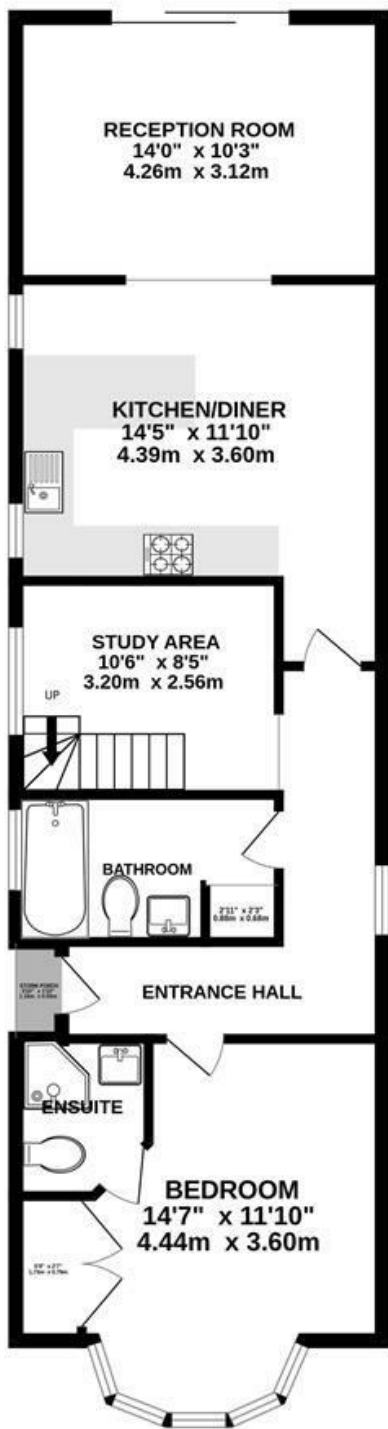 RECEPTION ROOM
14'0" x 10'3"
4.26m x 3.12m
KITCHEN/DINER
14'5" x 11'10"
4.39m x 3.60m
STUDY AREA
10'6" x 8'5"
3.20m x 2.56m
UP
BATHROOM
2'11" x 2'3"
0.88m x 0.68m
STORM PORCH
ENTRANCE HALL
ENSUITE
BEDROOM
14'7" x 11'10"
4.44m x 3.60m